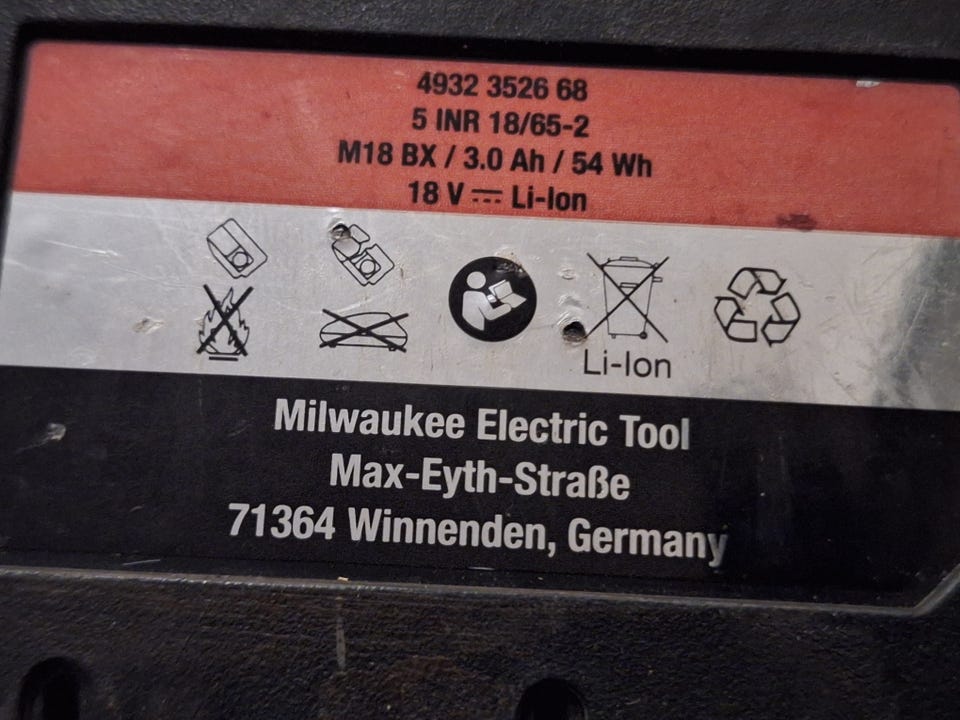 4932 3526 68
5 INR 18/65-2
M18 BX / 3.0 Ah / 54 Wh
18 V ⎓ Li-Ion
Li-Ion
Milwaukee Electric Tool
Max-Eyth-Straße
71364 Winnenden, Germany